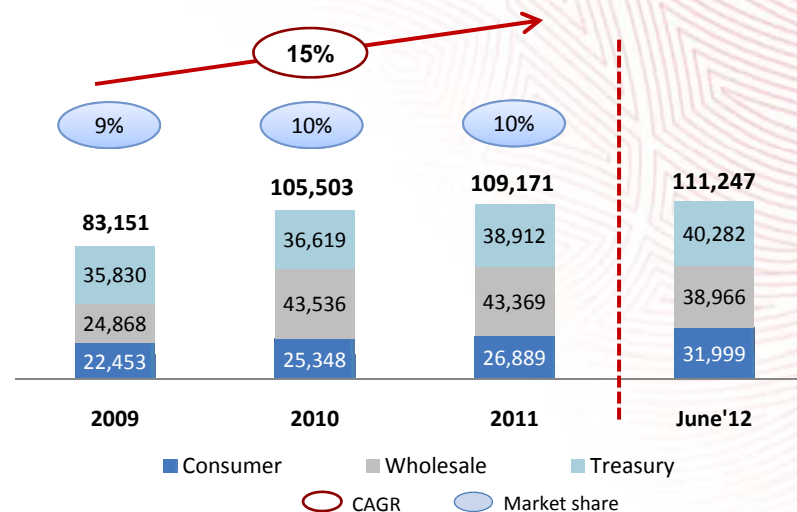 15%
9% 10% 10%
83,151 105,503 109,171 111,247
35,830 36,619 38,912 40,282
24,868 43,536 43,369 38,966
22,453 25,348 26,889 31,999
2009 2010 2011 June'12
Consumer Wholesale Treasury
CAGR Market share